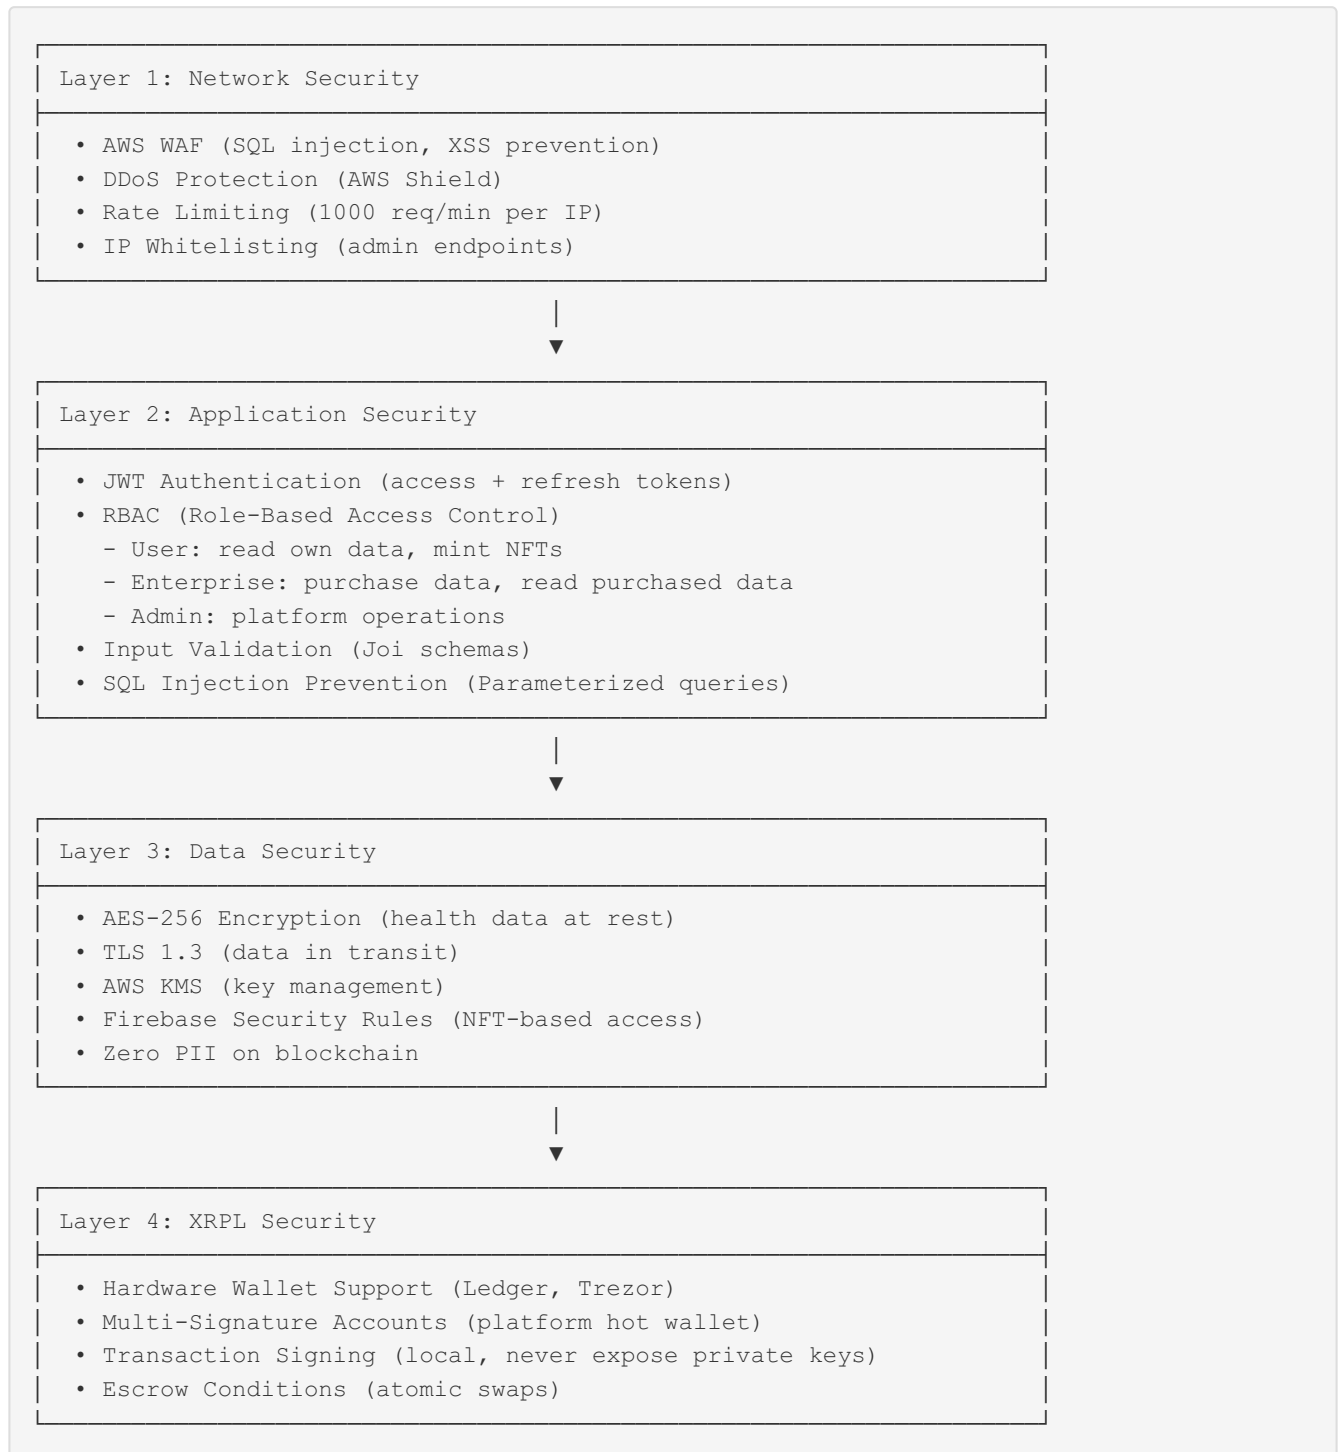 Layer 1: Network Security
• AWS WAF (SQL injection, XSS prevention)
• DDoS Protection (AWS Shield)
• Rate Limiting (1000 req/min per IP)
• IP Whitelisting (admin endpoints)
Layer 2: Application Security
• JWT Authentication (access + refresh tokens)
• RBAC (Role-Based Access Control)
- User: read own data, mint NFTs
- Enterprise: purchase data, read purchased data
- Admin: platform operations
• Input Validation (Joi schemas)
• SQL Injection Prevention (Parameterized queries)
Layer 3: Data Security
• AES-256 Encryption (health data at rest)
• TLS 1.3 (data in transit)
• AWS KMS (key management)
• Firebase Security Rules (NFT-based access)
• Zero PII on blockchain
Layer 4: XRPL Security
• Hardware Wallet Support (Ledger, Trezor)
• Multi-Signature Accounts (platform hot wallet)
• Transaction Signing (local, never expose private keys)
• Escrow Conditions (atomic swaps)